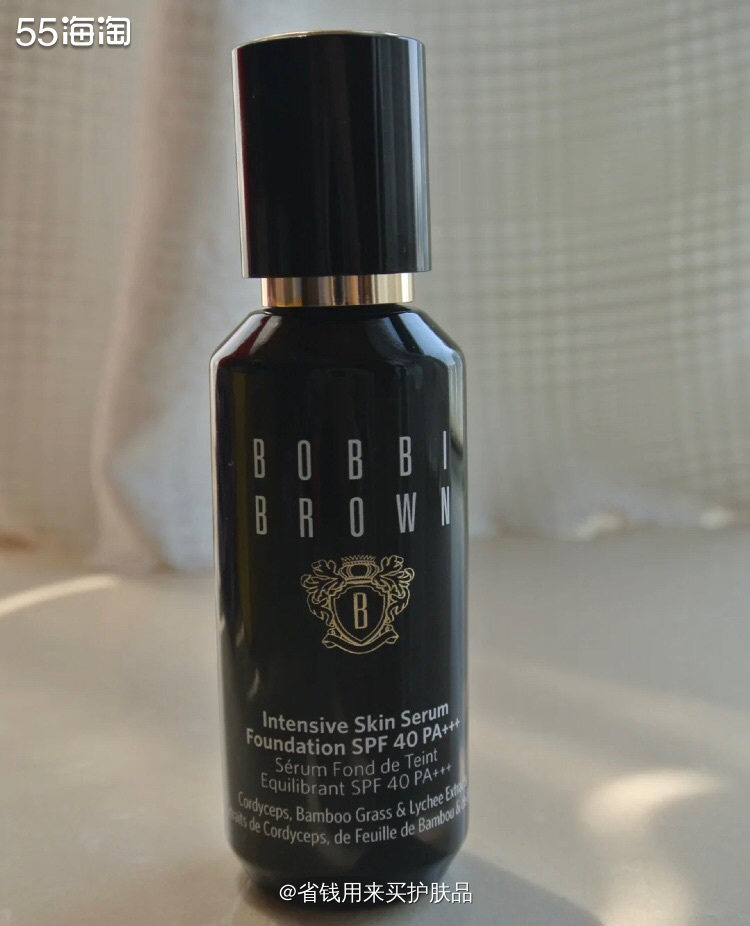 55海淘
BOBBI
BROWN
B
Intensive Skin Serum
Foundation SPF 40 PA+++
Sérum Fond de Teint
Equilibrant SPF 40 PA+++
Cordyceps, Bamboo Grass & Lychee
de Cordyceps, de Feuille de Bambou &
@省钱用来买护肤品